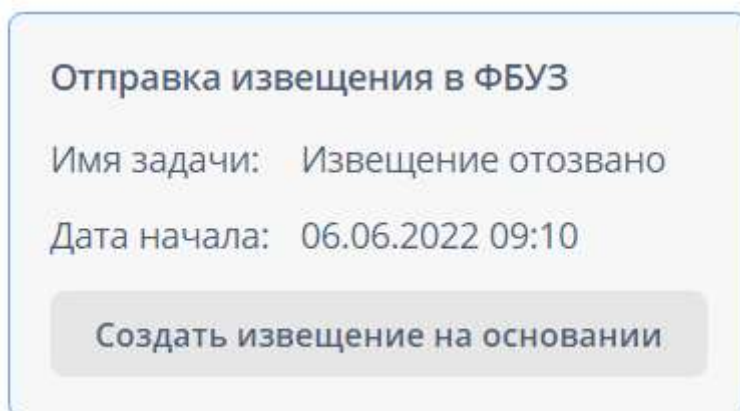 Отправка извещения в ФБУЗ
Имя задачи: Извещение отозвано
Дата начала: 06.06.2022 09:10
Создать извещение на основании